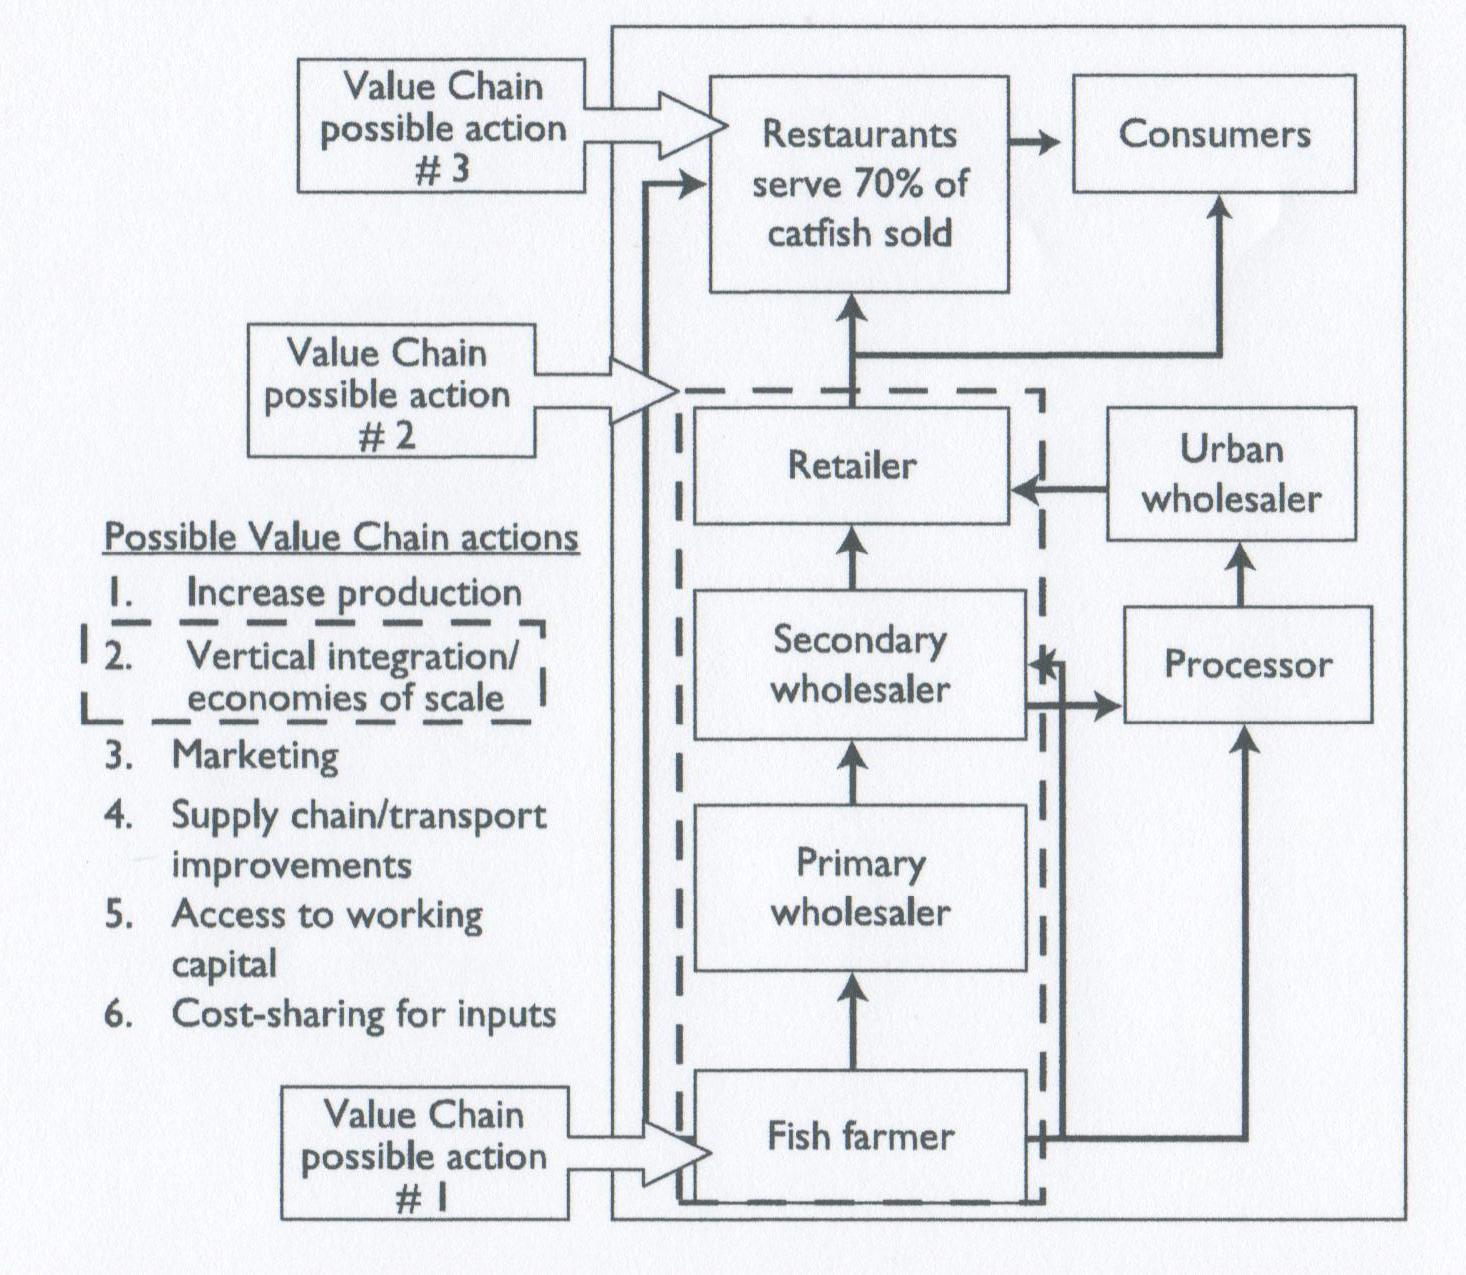 Value Chain
possible action
# 3
Restaurants
serve 70% of
catfish sold
Consumers
Value Chain
possible action
# 2
Retailer
Urban
wholesaler
Possible Value Chain actions
1. Increase production
2. Vertical integration/
economies of scale
3. Marketing
4. Supply chain/transport
improvements
5. Access to working
capital
6. Cost-sharing for inputs
Secondary
wholesaler
Processor
Primary
wholesaler
Value Chain
possible action
# 1
Fish farmer